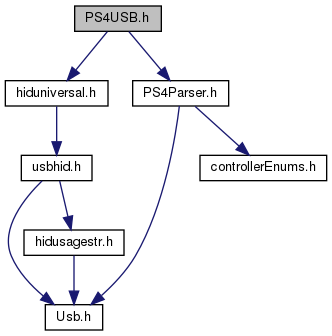 PS4USB.h
hiduniversal.h
PS4Parser.h
usbhid.h
controllerEnums.h
hidusagestr.h
Usb.h